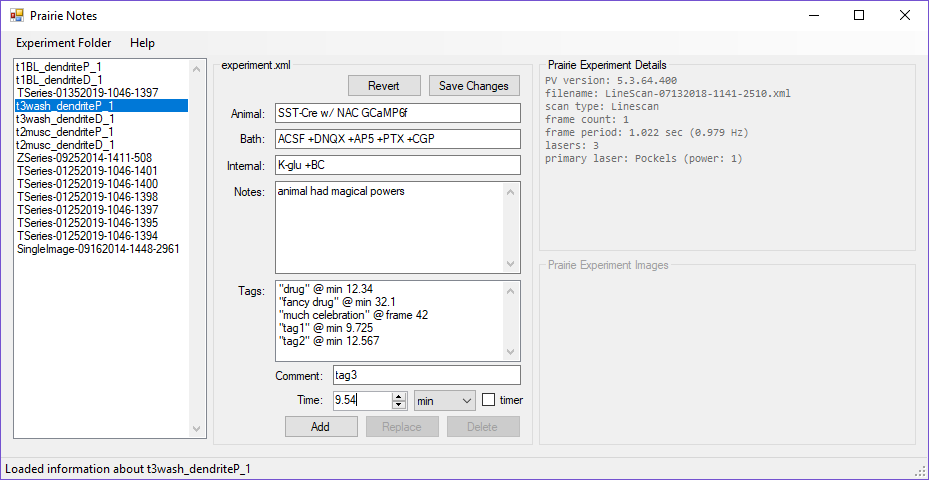 Prairie Notes
Experiment Folder Help
t1BL_dendriteP_1
t1BL_dendriteD_1
TSeries-01352019-1046-1397
t3wash_dendriteP_1
t3wash_dendriteD_1
t2musc_dendriteP_1
t2musc_dendriteD_1
ZSeries-09252014-1411-508
TSeries-01252019-1046-1401
TSeries-01252019-1046-1400
TSeries-01252019-1046-1398
TSeries-01252019-1046-1397
TSeries-01252019-1046-1395
TSeries-01252019-1046-1394
SingleImage-09162014-1448-2961
experiment.xml
Revert Save Changes
Animal: SST-Cre w/ NAC GCaMP6f
Bath: ACSF +DNQX +AP5 +PTX +CGP
Internal: K-glu +BC
Notes: animal had magical powers
Tags: "drug" @ min 12.34
"fancy drug" @ min 32.1
"much celebration" @ frame 42
"tag1" @ min 9.725
"tag2" @ min 12.567
Comment: tag3
Time: 9.54 min timer
Add Replace Delete
Prairie Experiment Details
PV version: 5.3.64.400
filename: LineScan-07132018-1141-2510.xml
scan type: Linescan
frame count: 1
frame period: 1.022 sec (0.979 Hz)
lasers: 3
primary laser: Pockels (power: 1)
Prairie Experiment Images
Loaded information about t3wash_dendriteP_1